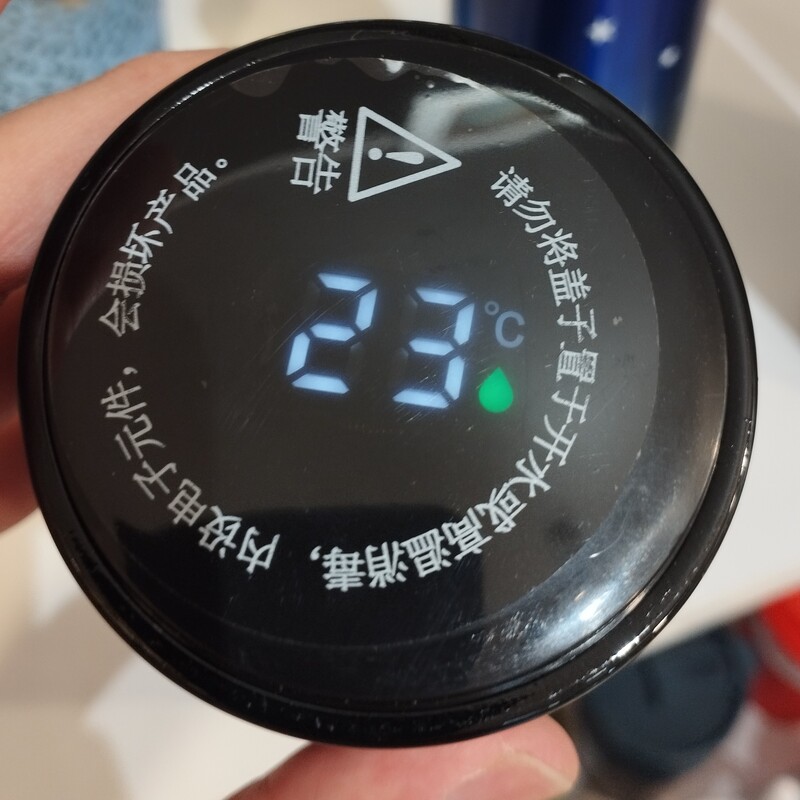 警告
请勿将盖子置于开水或高温消毒，内设电子元件，会损坏产品。
23 °C